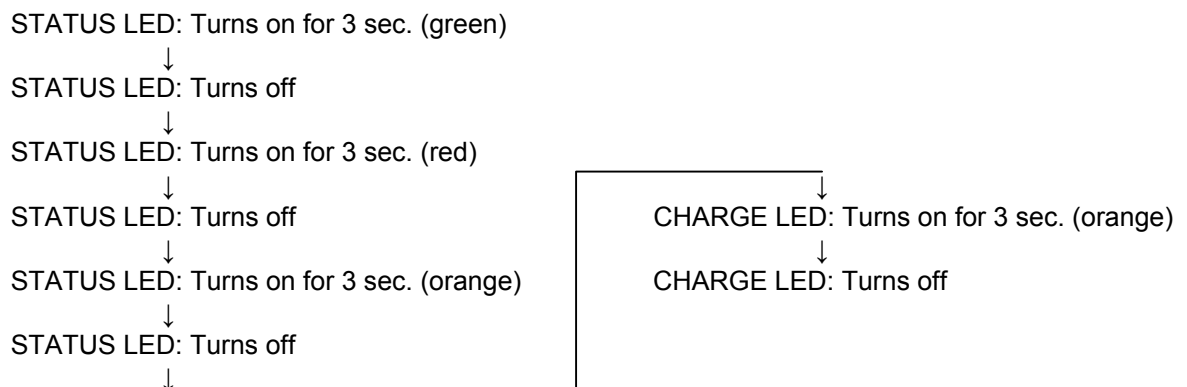 STATUS LED: Turns on for 3 sec. (green)
↓
STATUS LED: Turns off
↓
STATUS LED: Turns on for 3 sec. (red)
↓
STATUS LED: Turns off
↓
STATUS LED: Turns on for 3 sec. (orange)
↓
STATUS LED: Turns off
↓
↓
CHARGE LED: Turns on for 3 sec. (orange)
↓
CHARGE LED: Turns off